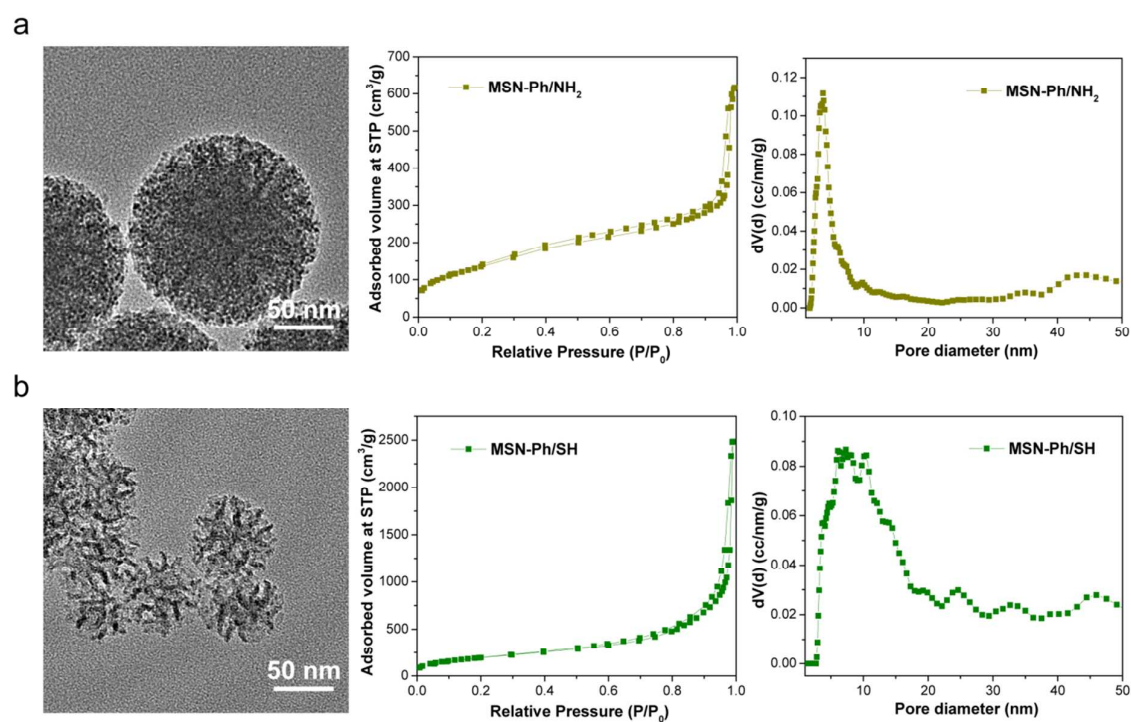 a
50 nm
Adsorbed volume at STP (cm³/g)
700
600
500
400
300
200
100
0
MSN-Ph/NH₂
0.0 0.2 0.4 0.6 0.8 1.0
Relative Pressure (P/P₀)
dV(d) (cc/nm/g)
0.12
0.10
0.08
0.06
0.04
0.02
0.00
MSN-Ph/NH₂
10 20 30 40 50
Pore diameter (nm)
b
50 nm
Adsorbed volume at STP (cm³/g)
2500
2000
1500
1000
500
0
MSN-Ph/SH
0.0 0.2 0.4 0.6 0.8 1.0
Relative Pressure (P/P₀)
dV(d) (cc/nm/g)
0.10
0.08
0.06
0.04
0.02
0.00
MSN-Ph/SH
10 20 30 40 50
Pore diameter (nm)